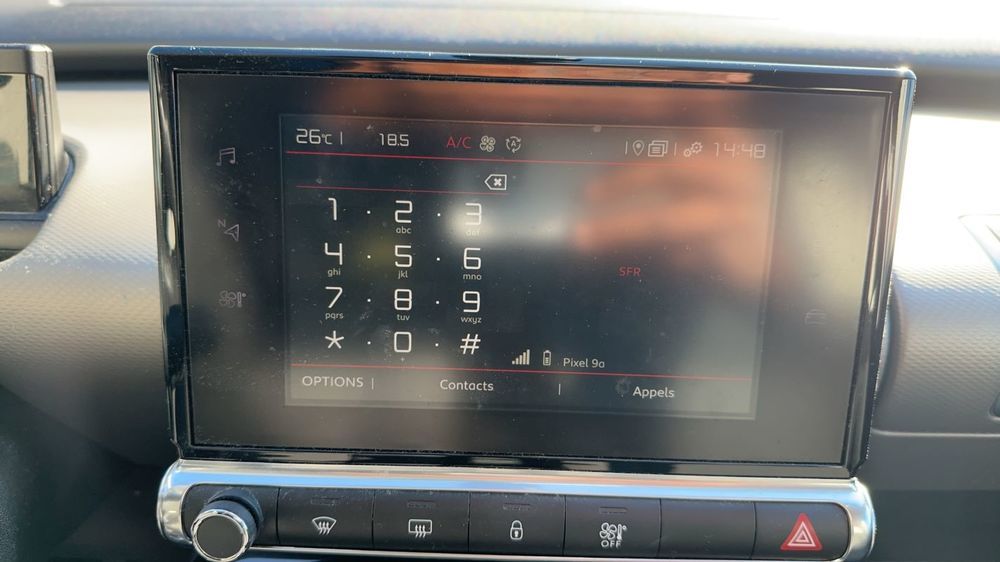 26°C | 18.5 A/C A 14:48
1 · 2 · 3
abc def
4 · 5 · 6
ghi jkl mno
7 · 8 · 9
pqrs tuv wxyz
* · 0 · #
SFR
Pixel 9a
OPTIONS | Contacts | Appels
N
OFF